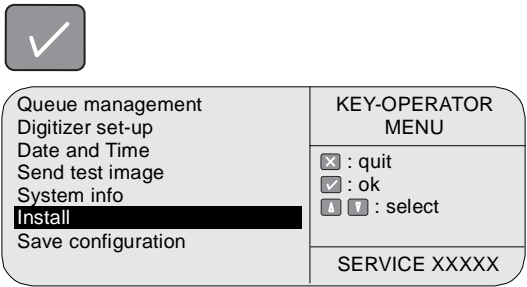 Queue management
Digitizer set-up
Date and Time
Send test image
System info
Install
Save configuration
KEY-OPERATOR
MENU
: quit
: ok
: select
SERVICE XXXXX